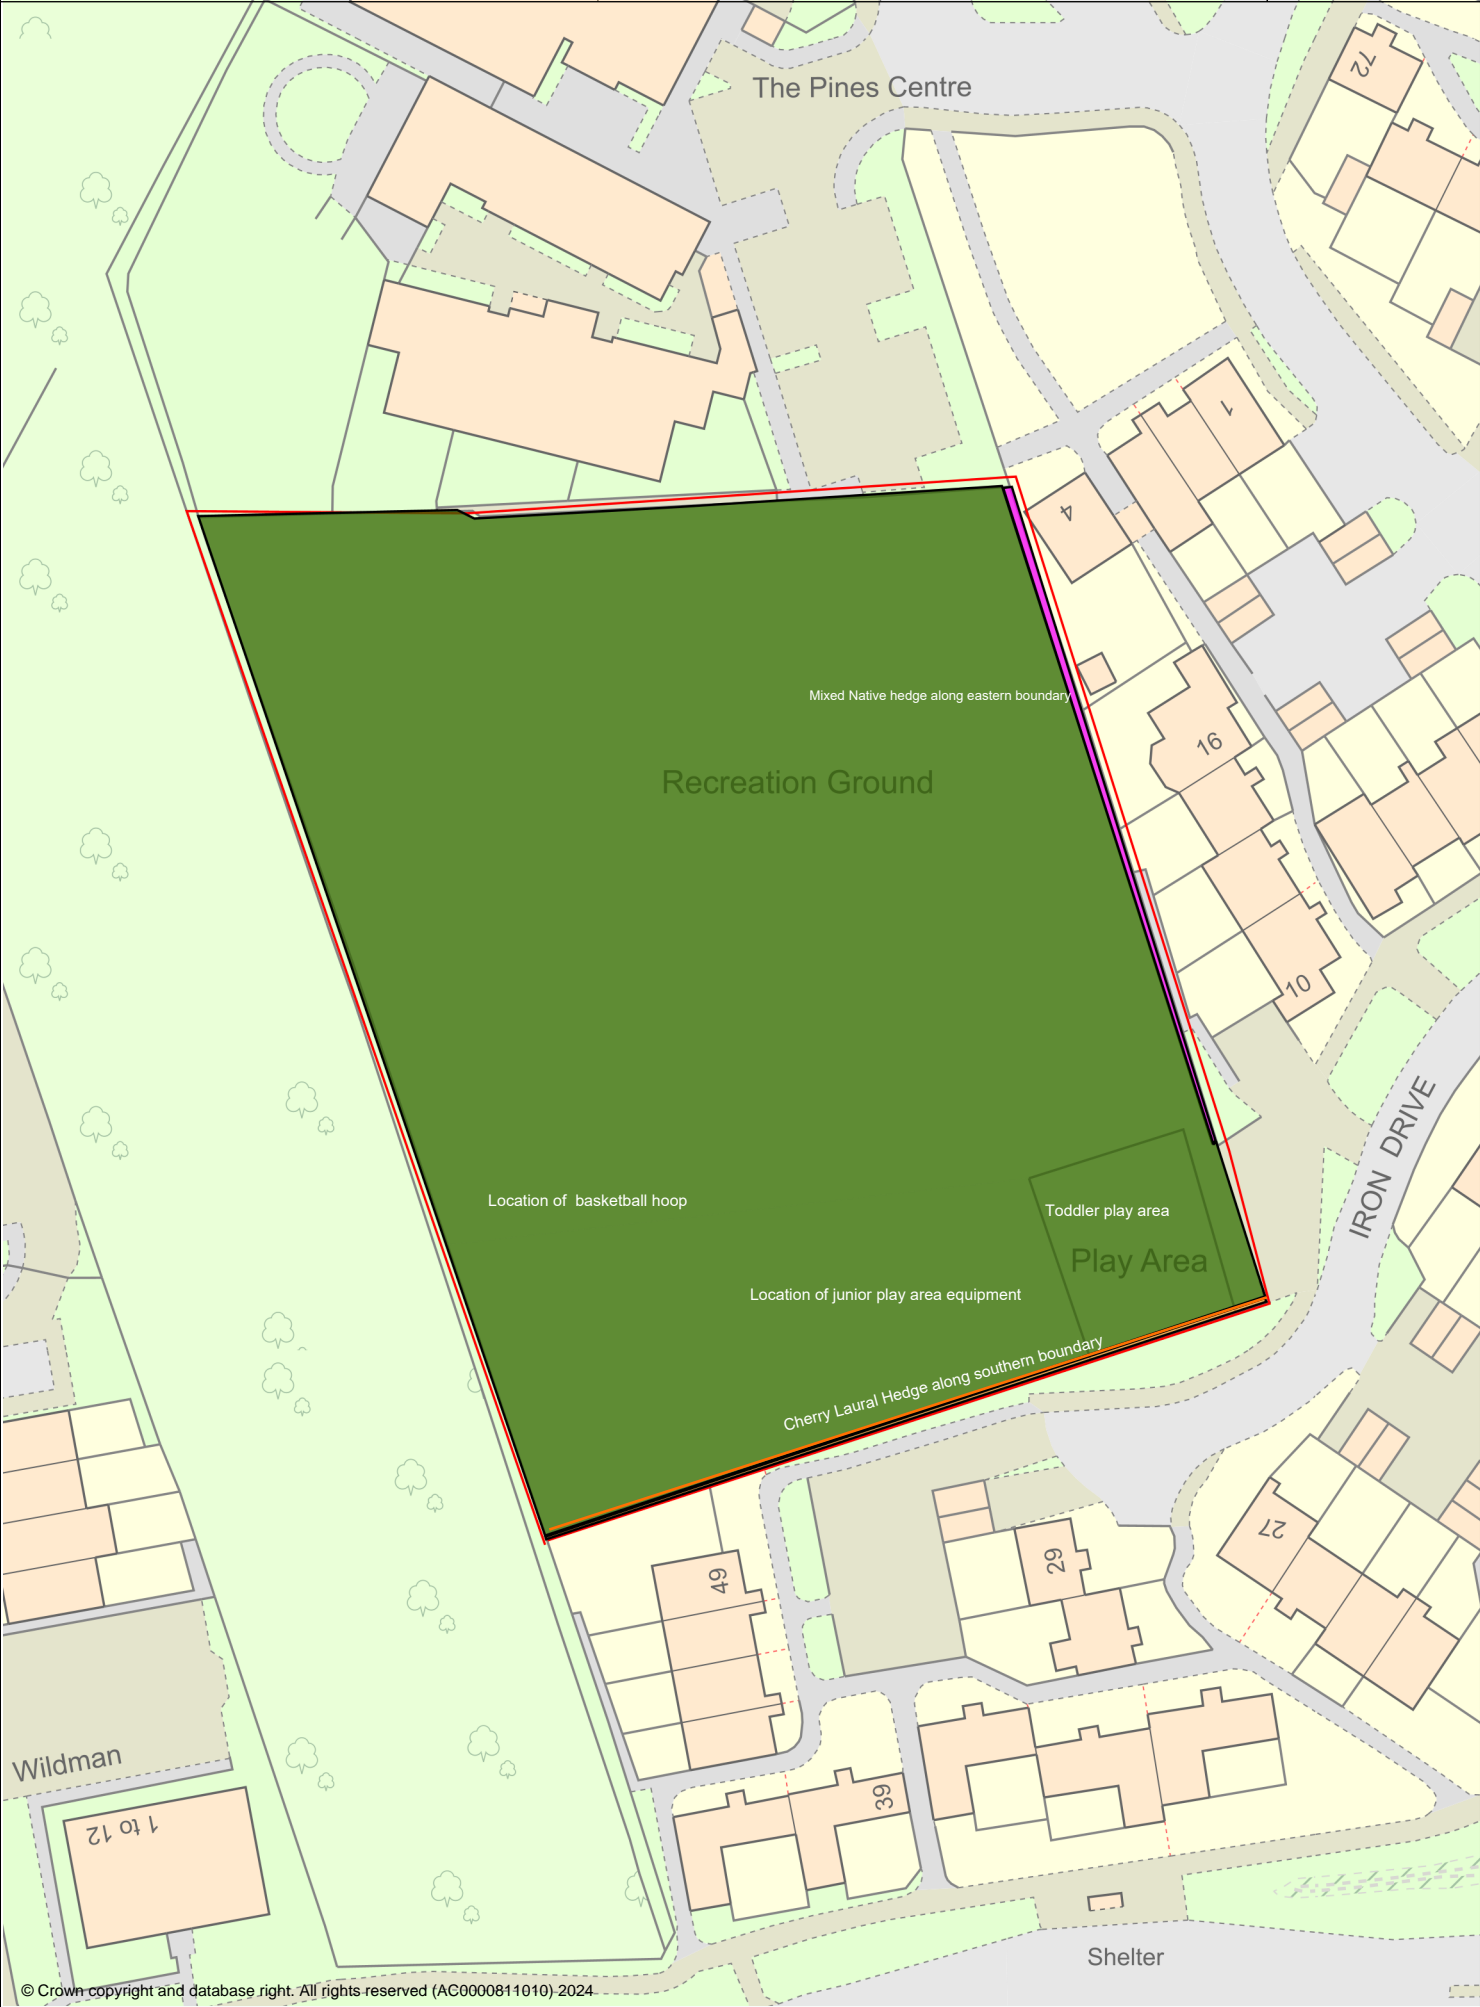 The Pines Centre
72
1
4
Mixed Native hedge along eastern boundary
16
Recreation Ground
10
IRON DRIVE
Location of  basketball hoop
Toddler play area
Play Area
Location of junior play area equipment
Cherry Laural Hedge along southern boundary
27
29
49
Wildman
39
1 to 12
Shelter
© Crown copyright and database right. All rights reserved (AC0000811010) 2024